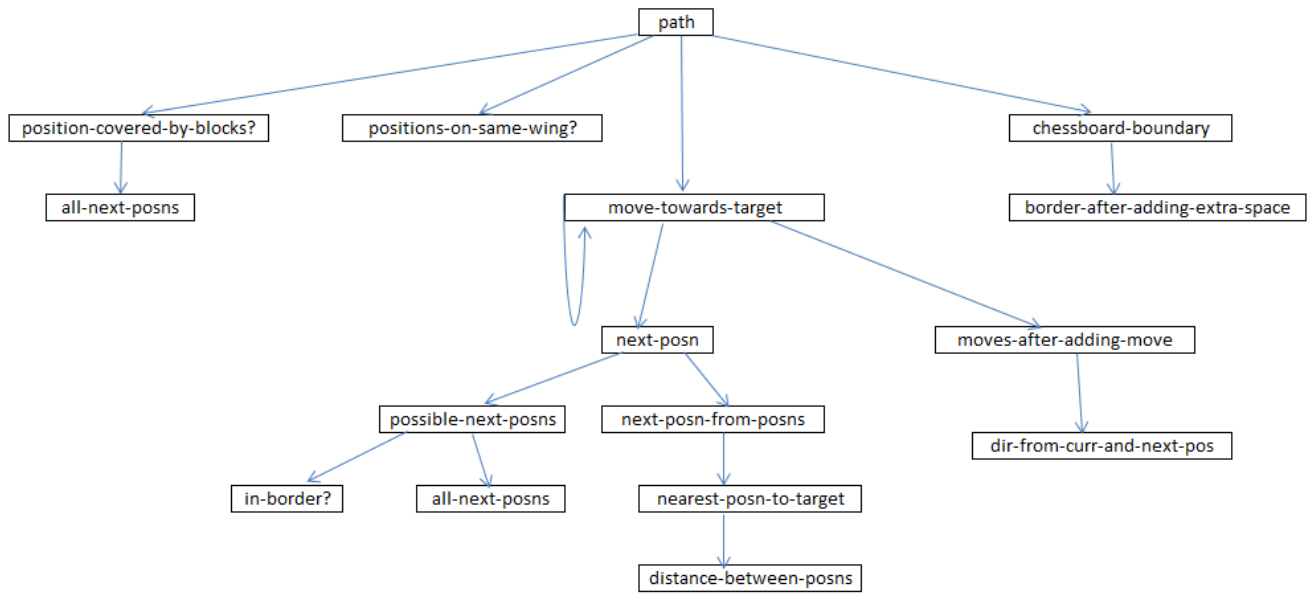 path
position-covered-by-blocks?
positions-on-same-wing?
chessboard-boundary
all-next-posns
move-towards-target
border-after-adding-extra-space
next-posn
moves-after-adding-move
possible-next-posns
next-posn-from-posns
dir-from-curr-and-next-pos
in-border?
all-next-posns
nearest-posn-to-target
distance-between-posns